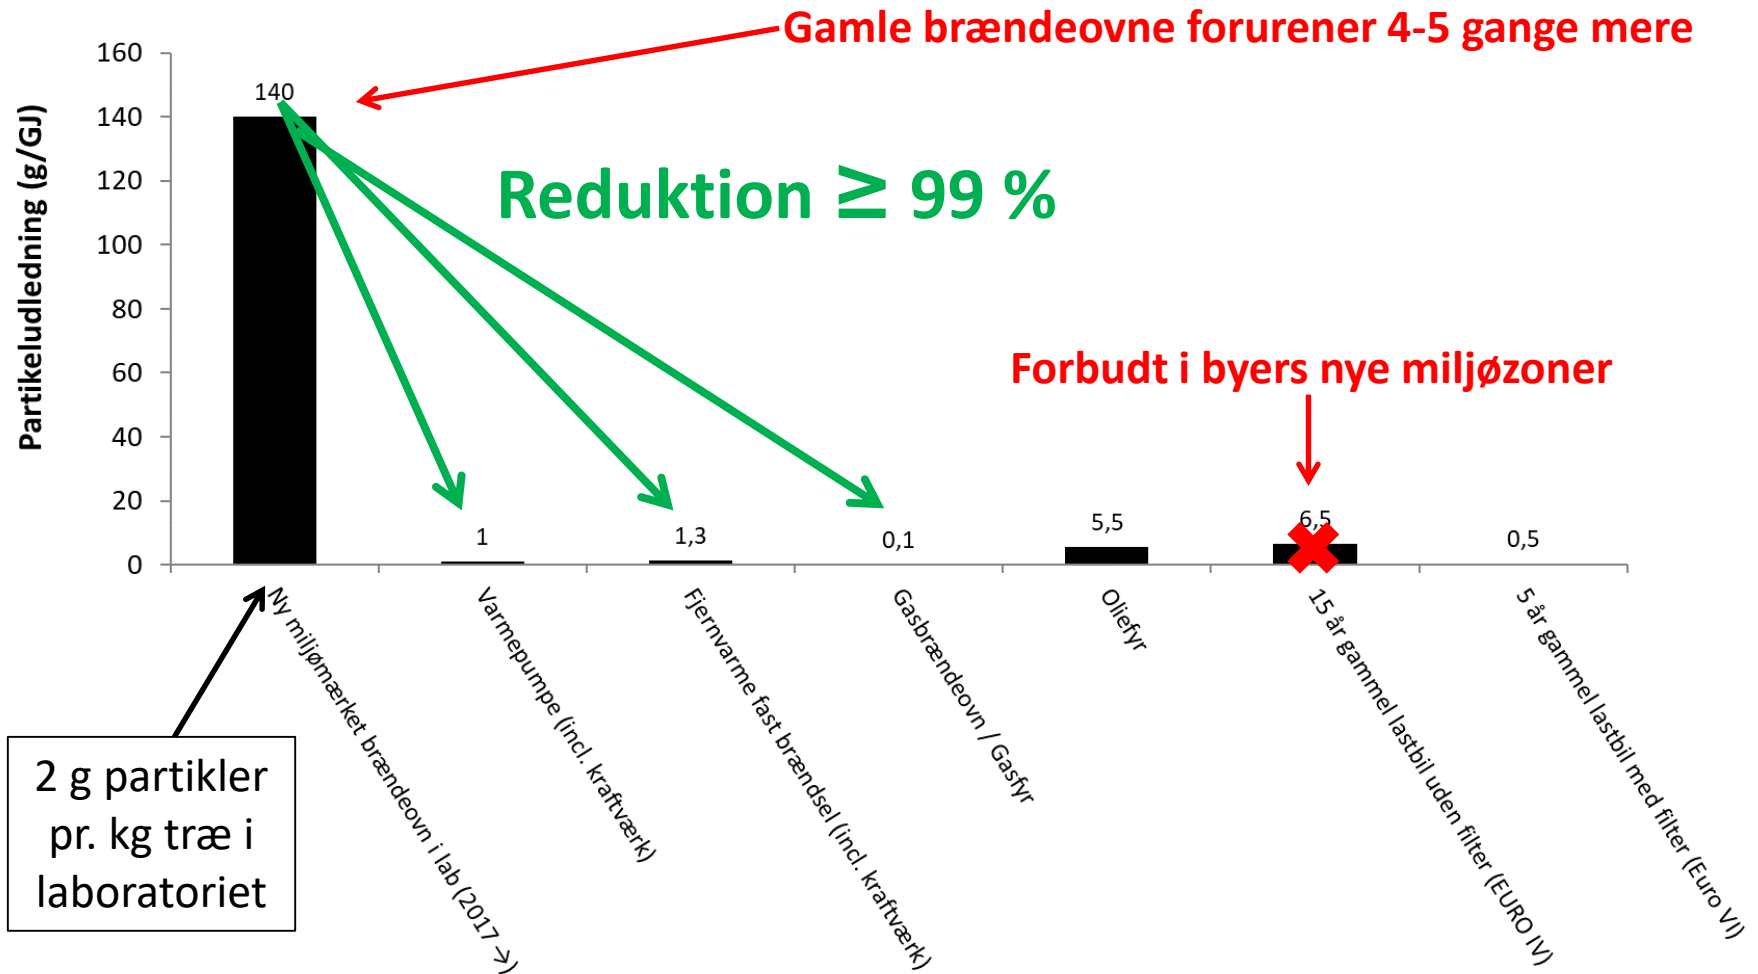 Gamle brændeovne forurener 4-5 gange mere
Partikeludledning (g/GJ)
160
140
120
100
80
60
40
20
0
140
Reduktion ≥ 99 %
Forbudt i byers nye miljøzoner
1
1,3
0,1
5,5
6,5
0,5
Ny miljømærket brændeovn i lab (2017→)
Varmepumpe (incl. kraftværk)
Fjernvarme fast brændsel (incl. kraftværk)
Gasbrændeovn / Gasfyr
Oliefyr
15 år gammel lastbil uden filter (EURO IV)
5 år gammel lastbil med filter (Euro VI)
2 g partikler
pr. kg træ i
laboratoriet